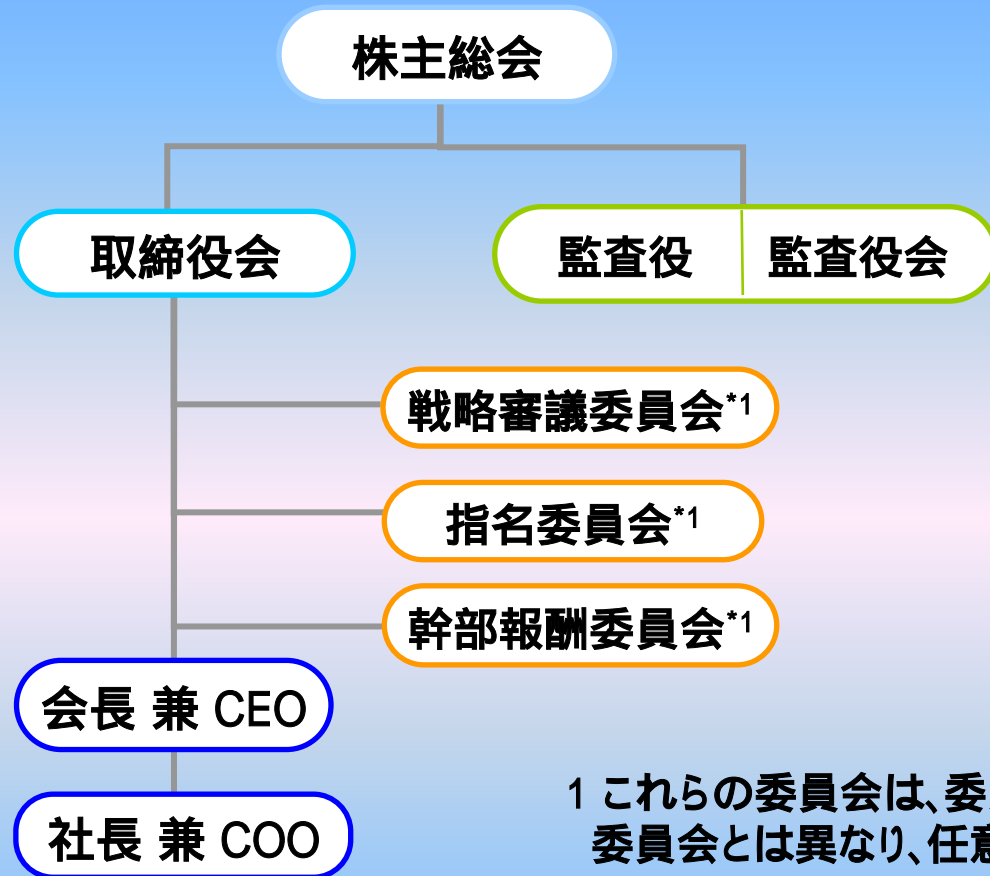 株主総会
取締役会
監査役 監査役会
戦略審議委員会*1
指名委員会*1
幹部報酬委員会*1
会長 兼 CEO
社長 兼 COO
1 これらの委員会は、委
委員会とは異なり、任意